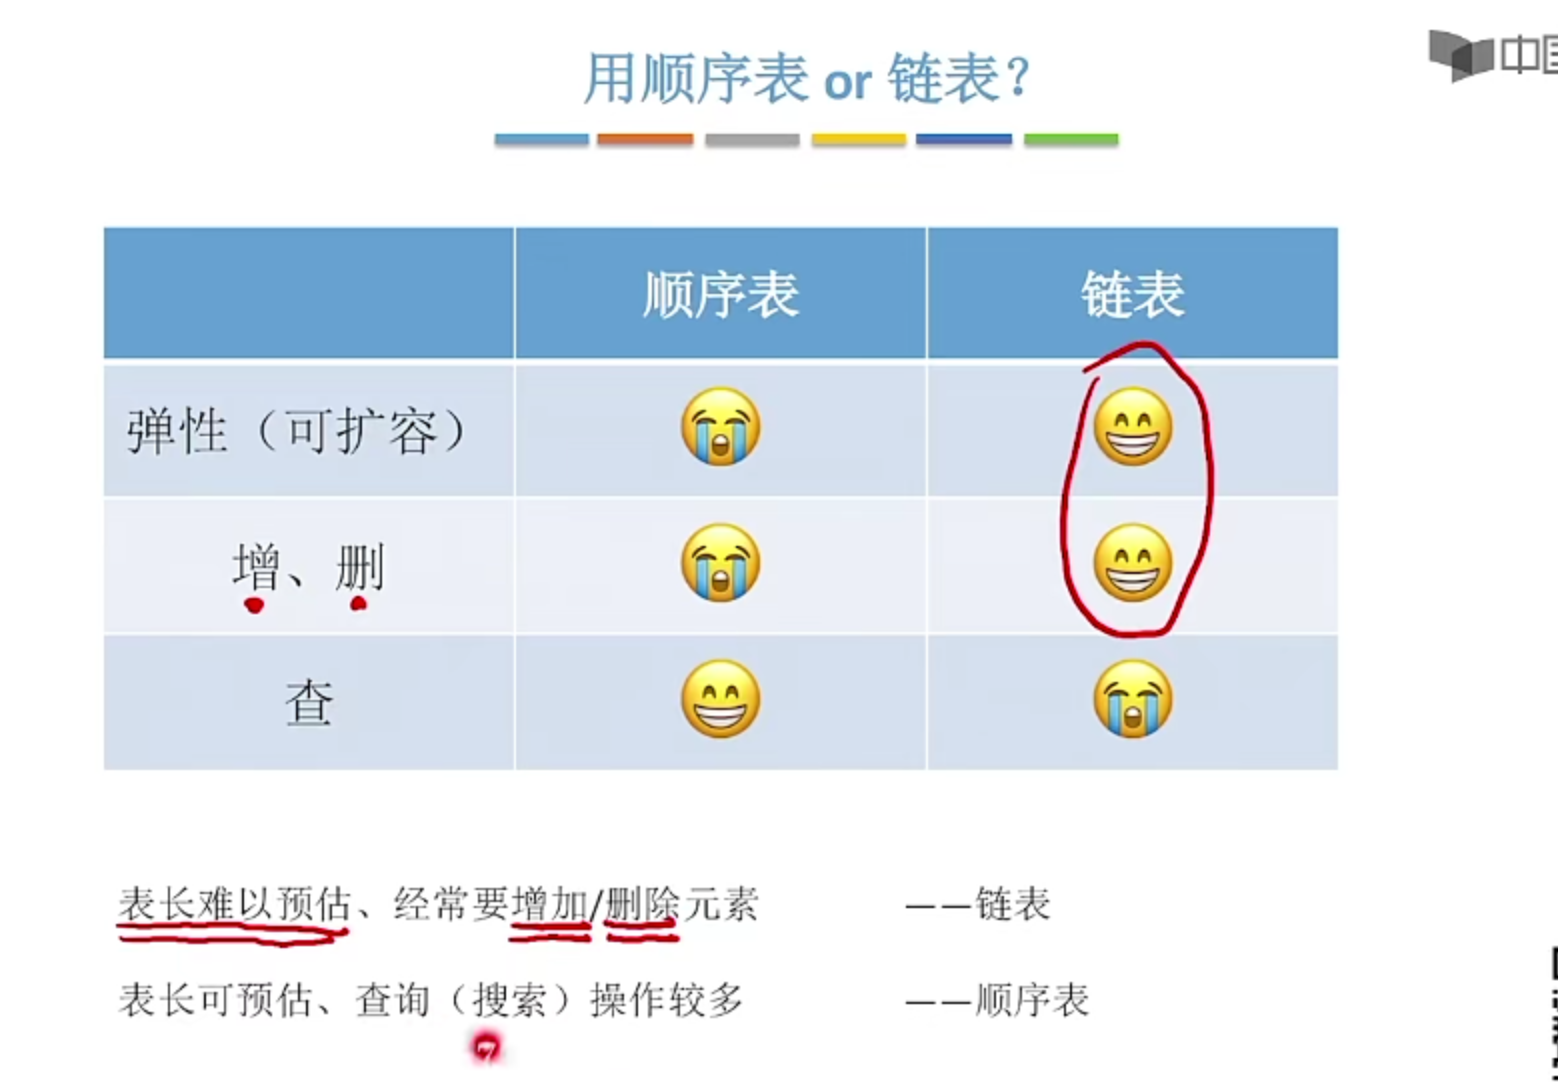 用顺序表 or 链表？
中国
顺序表 链表
弹性（可扩容） 😭 😁
增、删 😭 😁
查 😁 😭
表长难以预估、经常要增加/删除元素 ——链表
表长可预估、查询（搜索）操作较多 ——顺序表